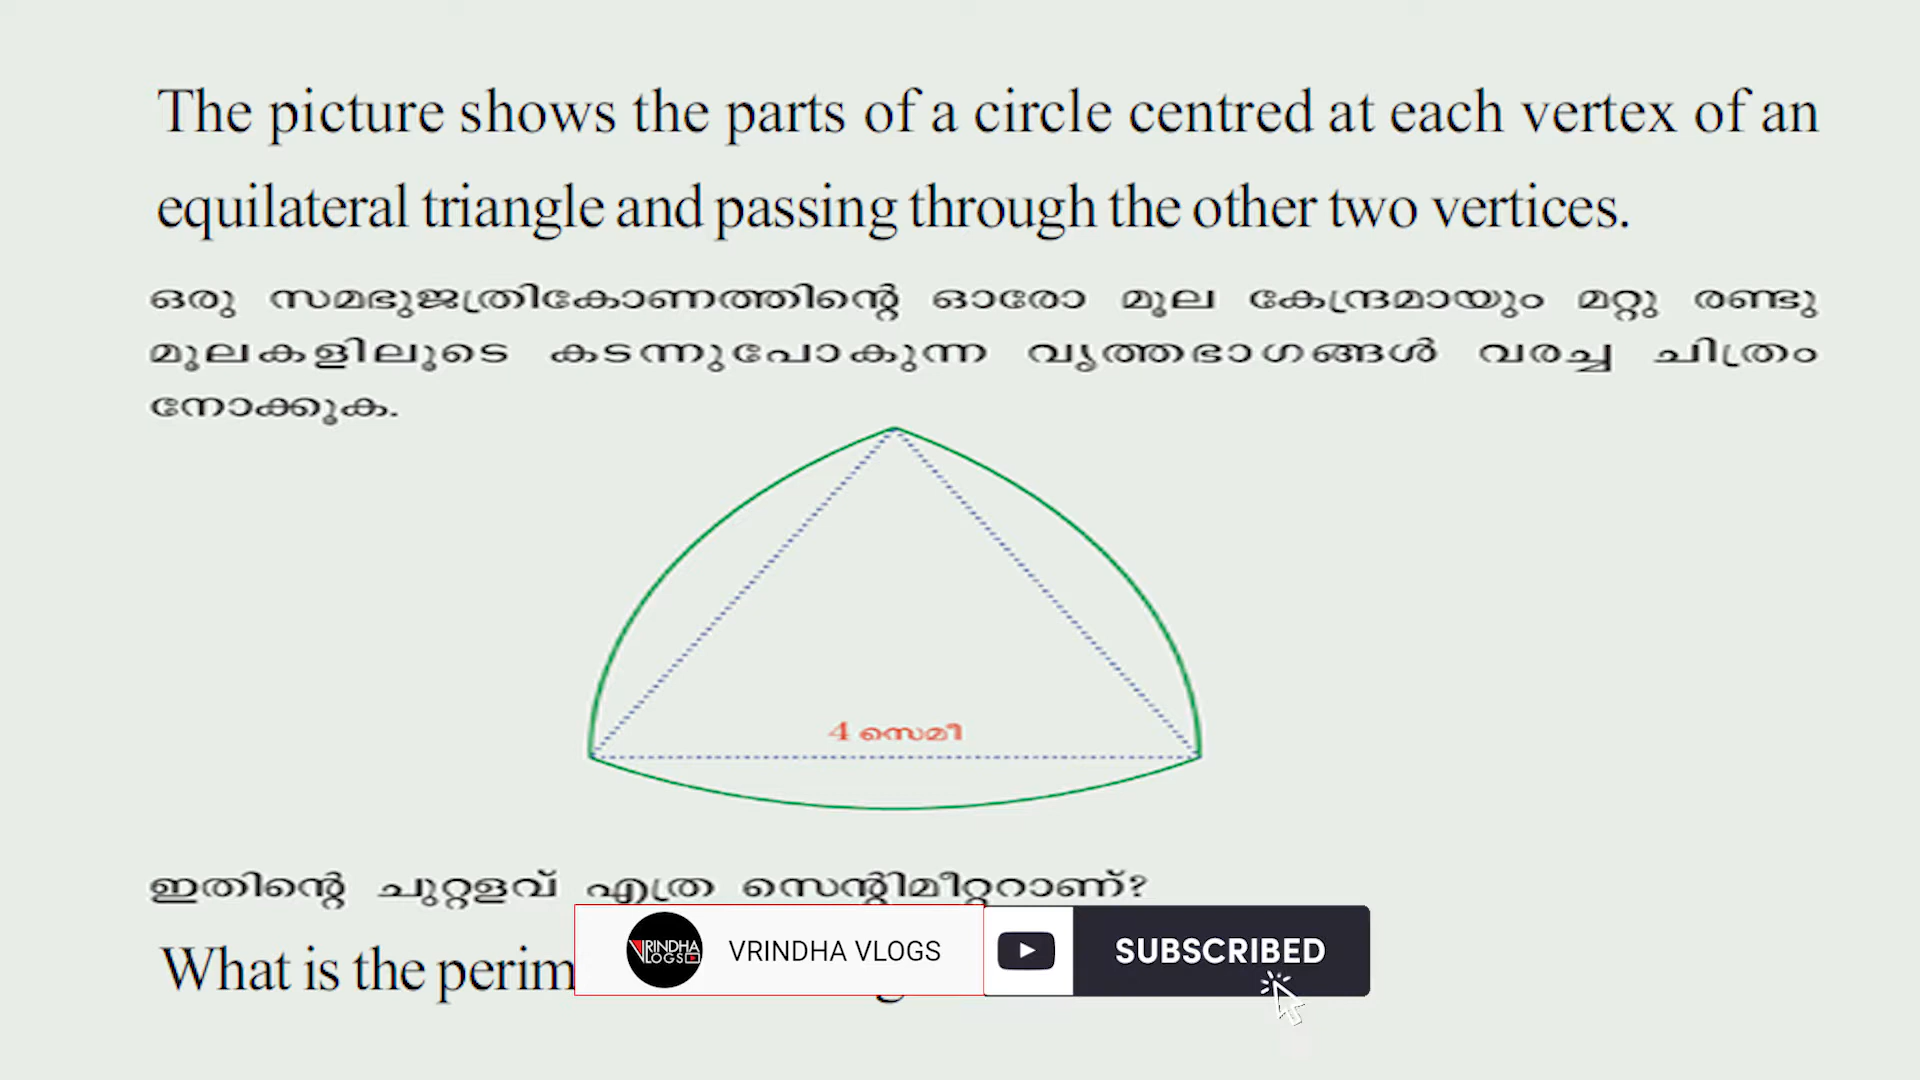 The picture shows the parts of a circle centred at each vertex of an
equilateral triangle and passing through the other two vertices.
ഒരു സമഭുജത്രികോണത്തിന്റെ ഓരോ മൂല കേന്ദ്രമായും മറ്റു രണ്ടു
മൂലകളിലൂടെ കടന്നുപോകുന്ന വൃത്തഭാഗങ്ങൾ വരച്ച ചിത്രം
നോക്കൂക.
4 സെമീ
ഇതിന്റെ ചുറ്റളവ് എത്ര സെന്റിമീറ്ററാണ്?
What is the
VRINDHA VLOGS
VRINDHA VLOGS
SUBSCRIBED